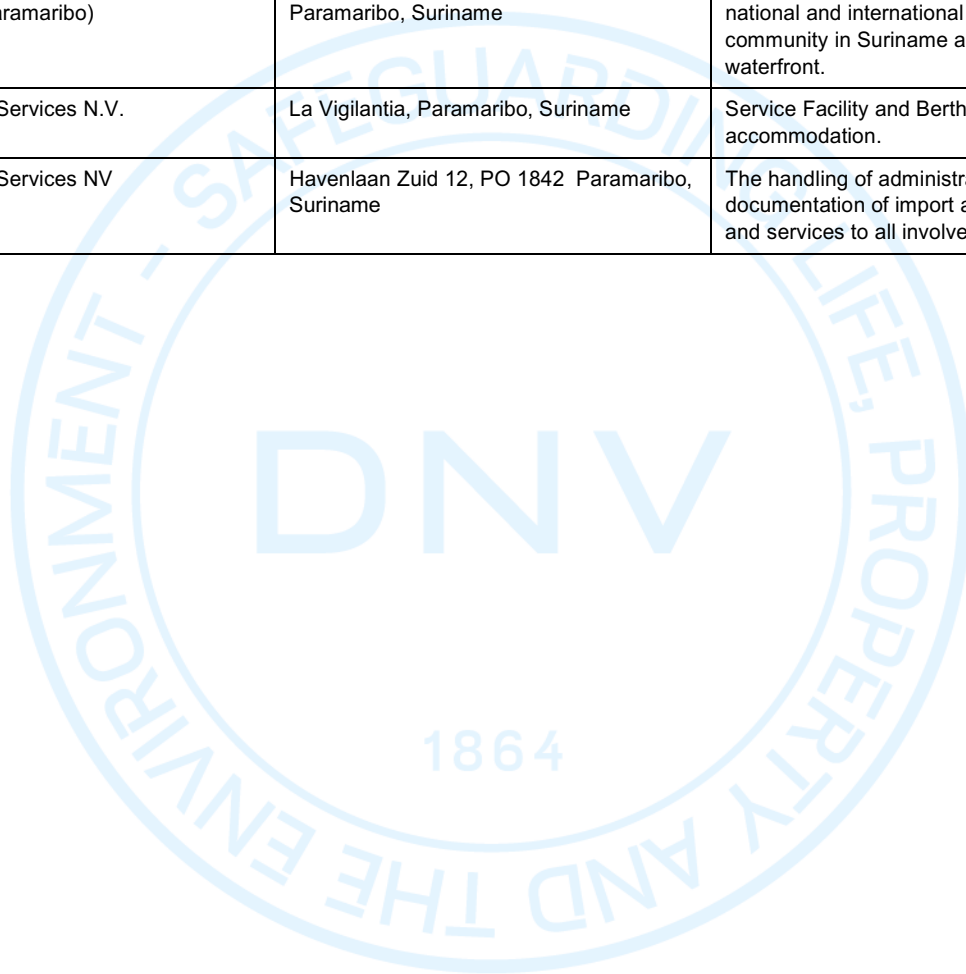 aramaribo)
Paramaribo, Suriname
national and international
community in Suriname a
waterfront.
Services N.V.
La Vigilantia, Paramaribo, Suriname
Service Facility and Berth
accommodation.
Services NV
Havenlaan Zuid 12, PO 1842 Paramaribo,
Suriname
The handling of administra
documentation of import a
and services to all involve
SAFEGUARDING LIFE, PROPERTY AND THE ENVIRONMENT -
DNV
1864